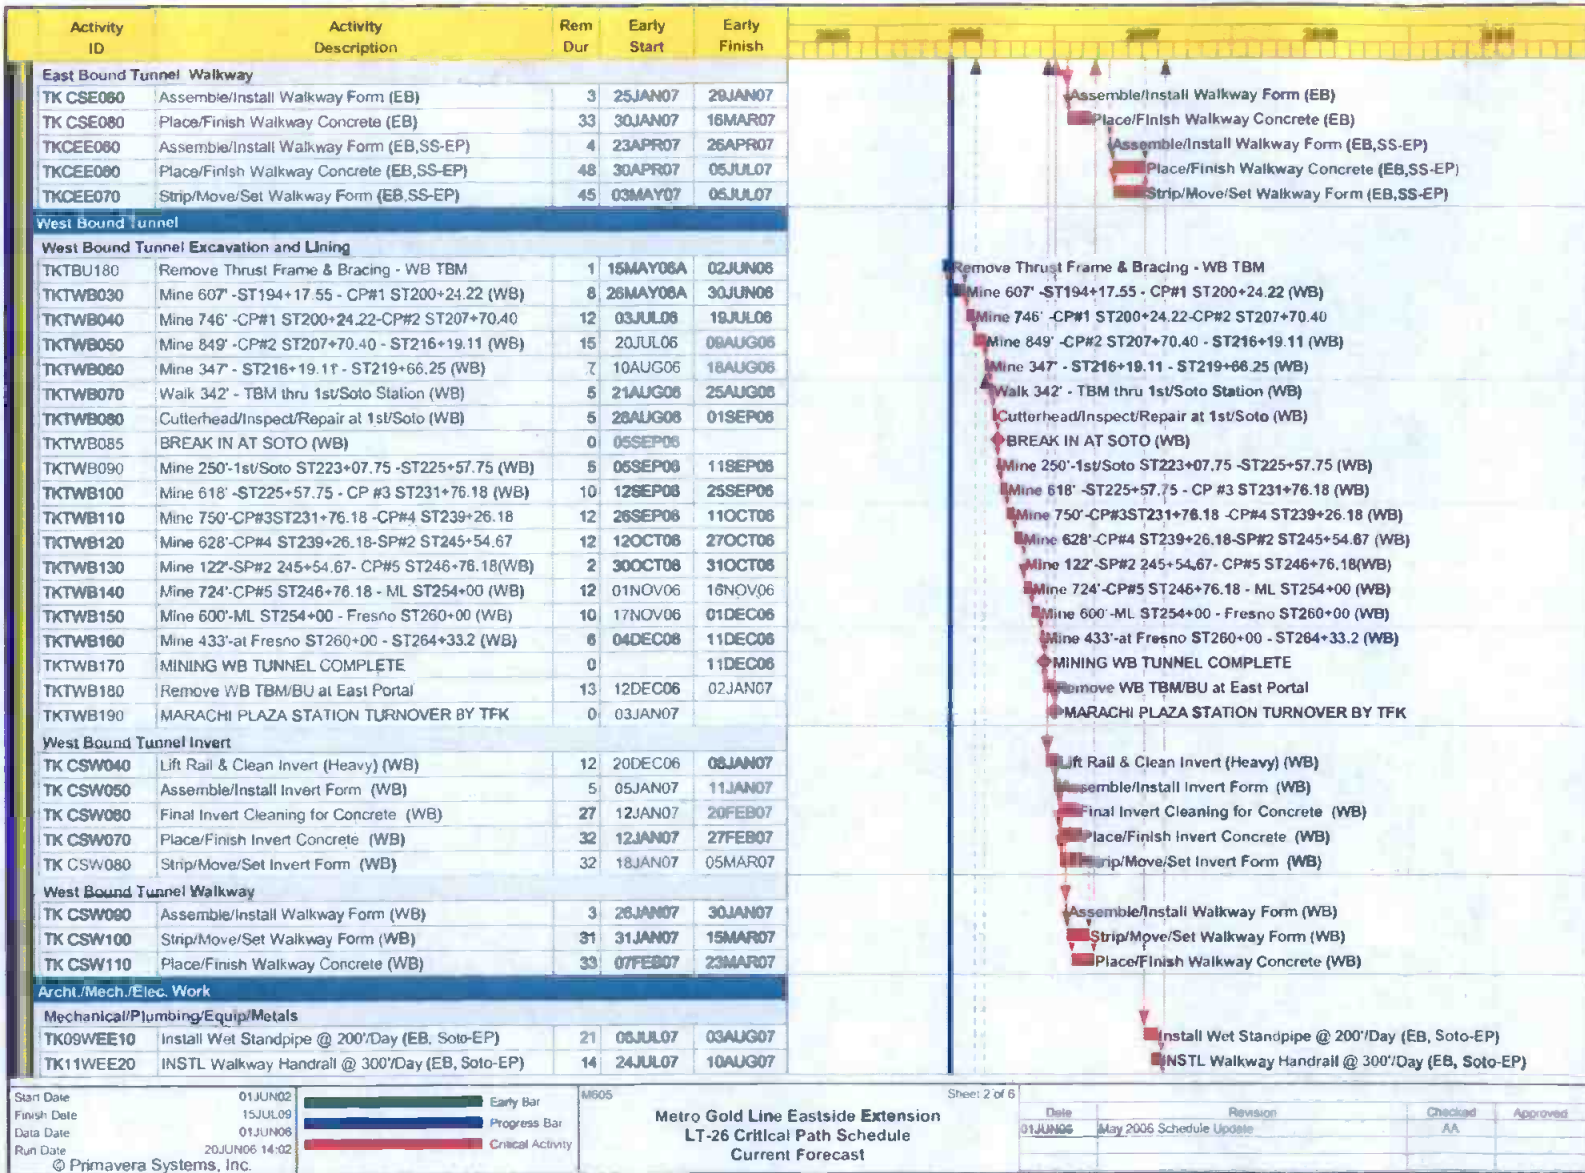 Activity ID Activity Description Rem Dur Early Start Early Finish 2005 2006 2007
East Bound Tunnel Walkway
TK CSE060 Assemble/Install Walkway Form (EB) 3 25JAN07 29JAN07 Assemble/Install Walkway Form (EB)
TK CSE080 Place/Finish Walkway Concrete (EB) 33 30JAN07 16MAR07 Place/Finish Walkway Concrete (EB)
TKCEE060 Assemble/Install Walkway Form (EB,SS-EP) 4 23APR07 26APR07 Assemble/Install Walkway Form (EB,SS-EP)
TKCEE080 Place/Finish Walkway Concrete (EB,SS-EP) 48 30APR07 05JUL07 Place/Finish Walkway Concrete (EB,SS-EP)
TKCEE070 Strip/Move/Set Walkway Form (EB,SS-EP) 45 03MAY07 05JUL07 Strip/Move/Set Walkway Form (EB,SS-EP)
West Bound Tunnel
West Bound Tunnel Excavation and Lining
TKTBU180 Remove Thrust Frame & Bracing - WB TBM 1 15MAY06A 02JUN06 Remove Thrust Frame & Bracing - WB TBM
TKTWB030 Mine 607' -ST194+17.55 - CP#1 ST200+24.22 (WB) 8 26MAY06A 30JUN06 Mine 607' -ST194+17.55 - CP#1 ST200+24.22 (WB)
TKTWB040 Mine 746' -CP#1 ST200+24.22-CP#2 ST207+70.40 12 03JUL06 19JUL06 Mine 746' -CP#1 ST200+24.22-CP#2 ST207+70.40
TKTWB050 Mine 849' -CP#2 ST207+70.40 - ST216+19.11 (WB) 15 20JUL06 09AUG06 Mine 849' -CP#2 ST207+70.40 - ST216+19.11 (WB)
TKTWB060 Mine 347' - ST216+19.11 - ST219+66.25 (WB) 7 10AUG06 18AUG06 Mine 347' - ST216+19.11 - ST219+66.25 (WB)
TKTWB070 Walk 342' - TBM thru 1st/Soto Station (WB) 5 21AUG06 25AUG06 Walk 342' - TBM thru 1st/Soto Station (WB)
TKTWB080 Cutterhead/Inspect/Repair at 1st/Soto (WB) 5 28AUG06 01SEP06 Cutterhead/Inspect/Repair at 1st/Soto (WB)
TKTWB085 BREAK IN AT SOTO (WB) 0 05SEP06 BREAK IN AT SOTO (WB)
TKTWB090 Mine 250'-1st/Soto ST223+07.75 -ST225+57.75 (WB) 5 05SEP06 11SEP06 Mine 250'-1st/Soto ST223+07.75 -ST225+57.75 (WB)
TKTWB100 Mine 618' -ST225+57.75 - CP #3 ST231+76.18 (WB) 10 12SEP06 25SEP06 Mine 618' -ST225+57.75 - CP #3 ST231+76.18 (WB)
TKTWB110 Mine 750'-CP#3ST231+76.18 -CP#4 ST239+26.18 12 26SEP06 11OCT06 Mine 750'-CP#3ST231+76.18 -CP#4 ST239+26.18 (WB)
TKTWB120 Mine 628'-CP#4 ST239+26.18-SP#2 ST245+54.67 12 12OCT06 27OCT06 Mine 628'-CP#4 ST239+26.18-SP#2 ST245+54.67 (WB)
TKTWB130 Mine 122'-SP#2 245+54.67- CP#5 ST246+76.18(WB) 2 30OCT06 31OCT06 Mine 122'-SP#2 245+54.67- CP#5 ST246+76.18(WB)
TKTWB140 Mine 724'-CP#5 ST246+76.18 - ML ST254+00 (WB) 12 01NOV06 16NOV06 Mine 724'-CP#5 ST246+76.18 - ML ST254+00 (WB)
TKTWB150 Mine 600'-ML ST254+00 - Fresno ST260+00 (WB) 10 17NOV06 01DEC06 Mine 600'-ML ST254+00 - Fresno ST260+00 (WB)
TKTWB160 Mine 433'-at Fresno ST260+00 - ST264+33.2 (WB) 6 04DEC06 11DEC06 Mine 433'-at Fresno ST260+00 - ST264+33.2 (WB)
TKTWB170 MINING WB TUNNEL COMPLETE 0 11DEC06 MINING WB TUNNEL COMPLETE
TKTWB180 Remove WB TBM/BU at East Portal 13 12DEC06 02JAN07 Remove WB TBM/BU at East Portal
TKTWB190 MARACHI PLAZA STATION TURNOVER BY TFK 0 03JAN07 MARACHI PLAZA STATION TURNOVER BY TFK
West Bound Tunnel Invert
TK CSW040 Lift Rail & Clean Invert (Heavy) (WB) 12 20DEC06 08JAN07 Lift Rail & Clean Invert (Heavy) (WB)
TK CSW050 Assemble/Install Invert Form (WB) 5 05JAN07 11JAN07 Assemble/Install Invert Form (WB)
TK CSW060 Final Invert Cleaning for Concrete (WB) 27 12JAN07 20FEB07 Final Invert Cleaning for Concrete (WB)
TK CSW070 Place/Finish Invert Concrete (WB) 32 12JAN07 27FEB07 Place/Finish Invert Concrete (WB)
TK CSW080 Strip/Move/Set Invert Form (WB) 32 18JAN07 05MAR07 Strip/Move/Set Invert Form (WB)
West Bound Tunnel Walkway
TK CSW090 Assemble/Install Walkway Form (WB) 3 26JAN07 30JAN07 Assemble/Install Walkway Form (WB)
TK CSW100 Strip/Move/Set Walkway Form (WB) 31 31JAN07 15MAR07 Strip/Move/Set Walkway Form (WB)
TK CSW110 Place/Finish Walkway Concrete (WB) 33 07FEB07 23MAR07 Place/Finish Walkway Concrete (WB)
Archt./Mech./Elec. Work
Mechanical/Plumbing/Equip/Metals
TK09WEE10 Install Wet Standpipe @ 200'/Day (EB, Soto-EP) 21 06JUL07 03AUG07 Install Wet Standpipe @ 200'/Day (EB, Soto-EP)
TK11WEE20 INSTL Walkway Handrail @ 300'/Day (EB, Soto-EP) 14 24JUL07 10AUG07 INSTL Walkway Handrail @ 300'/Day (EB, Soto-EP)
Start Date 01JUN02
Finish Date 15JUL09
Data Date 01JUN06
Run Date 20JUN06 14:02
© Primavera Systems, Inc.
Early Bar
Progress Bar
Critical Activity
M605
Metro Gold Line Eastside Extension
LT-26 Critical Path Schedule
Current Forecast
Sheet 2 of 6
Date Revision Checked Approved
01JUN06 May 2006 Schedule Update AA